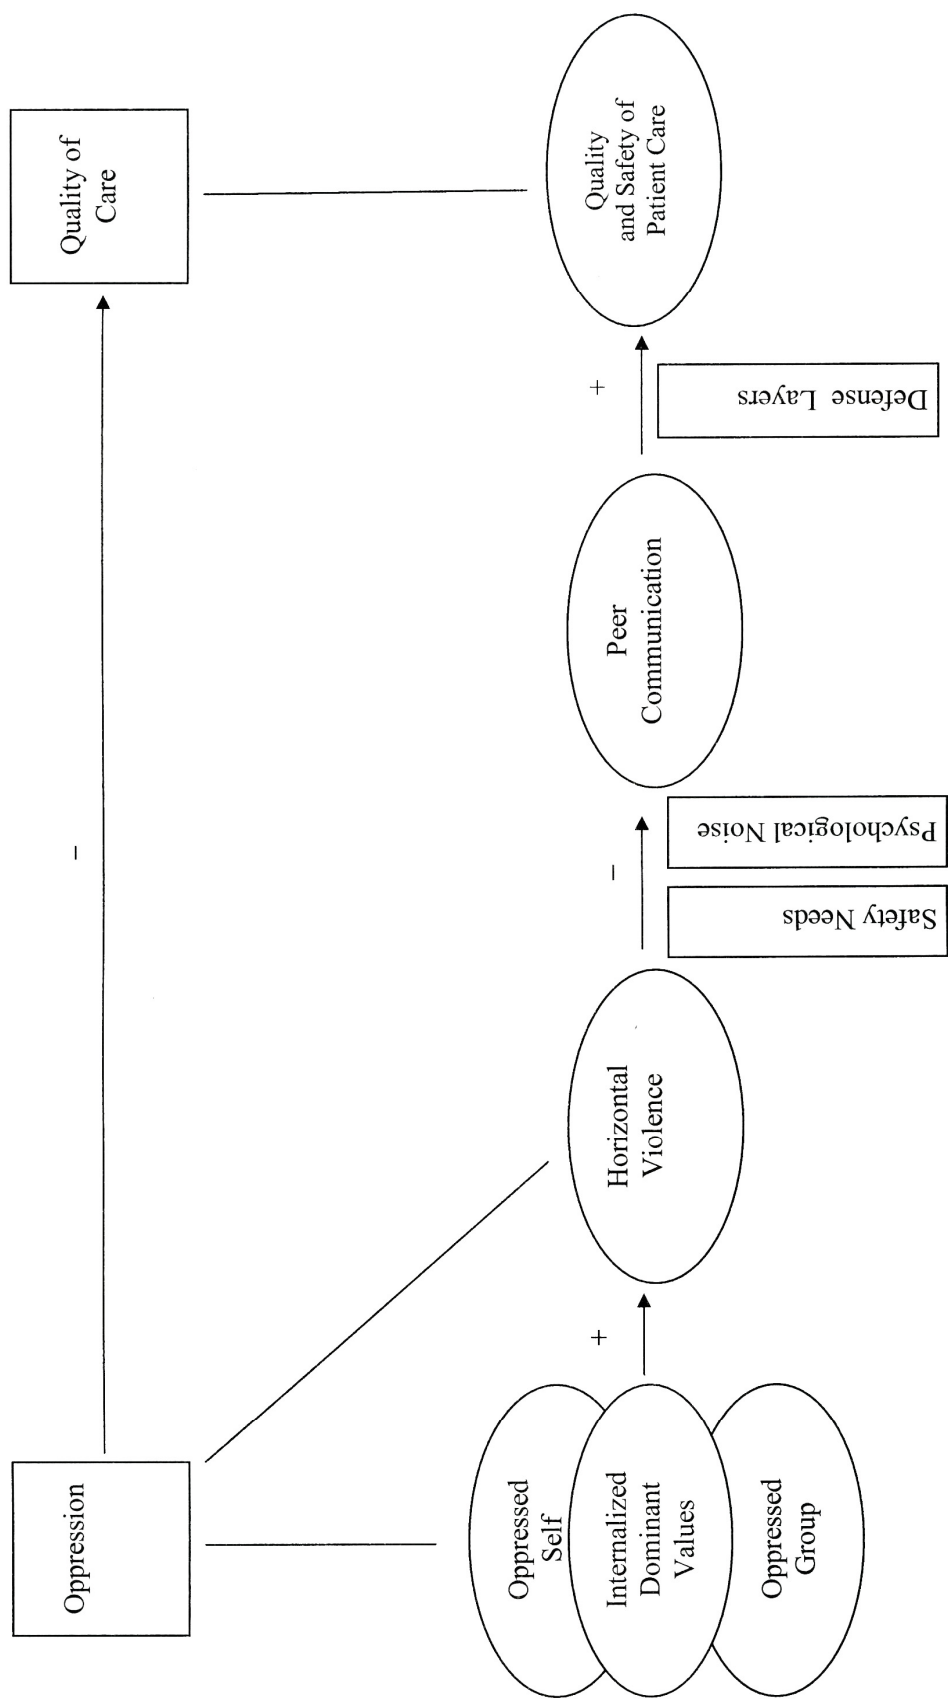 Oppression
–
Quality of
Care
Oppressed
Self
Internalized
Dominant
Values
Oppressed
Group
+
Horizontal
Violence
–
Safety Needs
Psychological Noise
Peer
Communication
+
Defense Layers
Quality
and Safety of
Patient Care